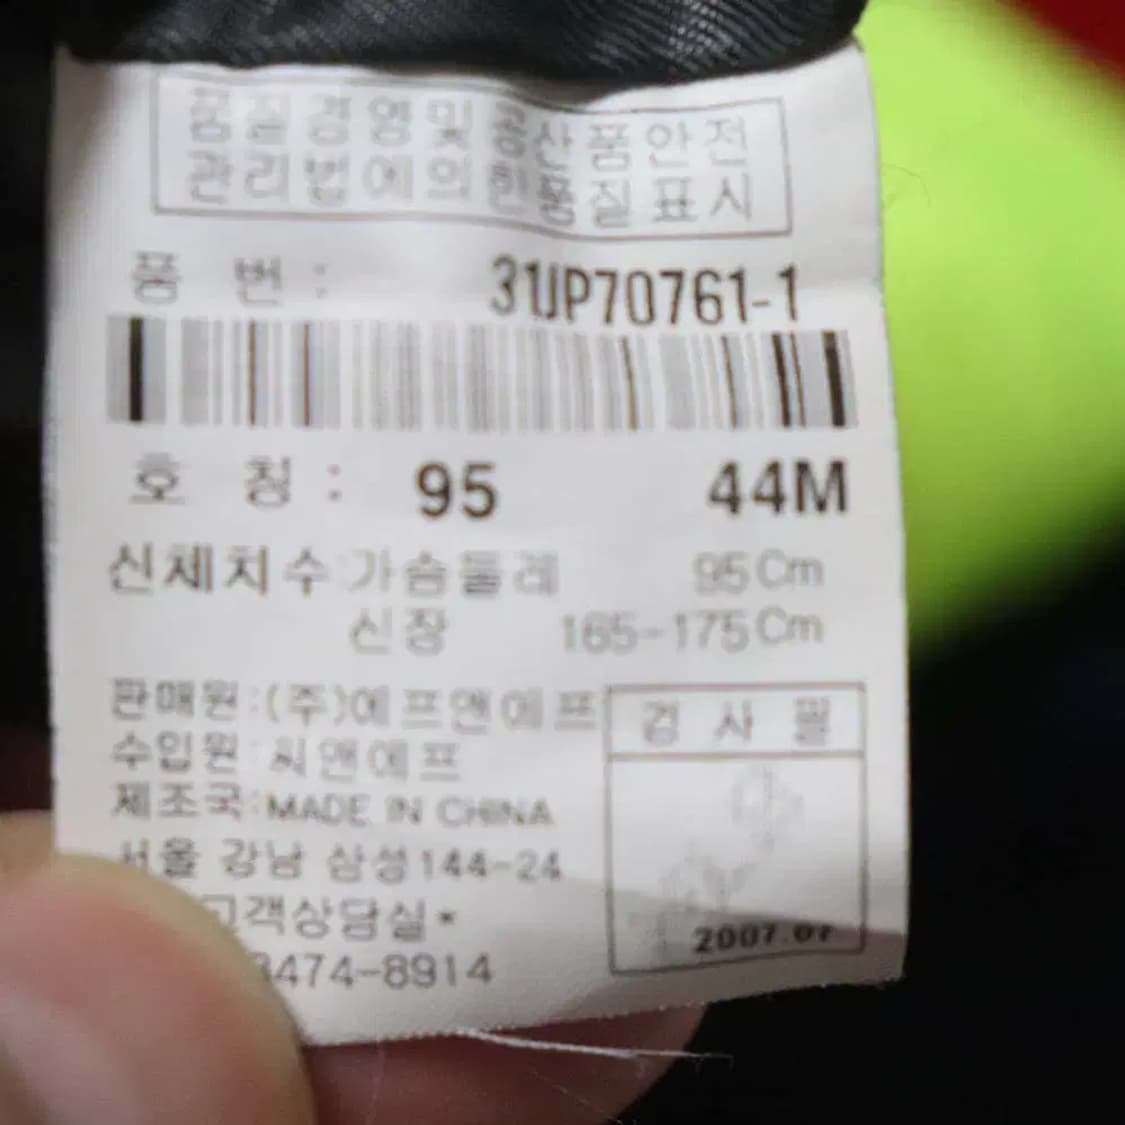 품질경영및공산품안전
관리법에의한품질표시
품 번 : 31UP70761-1
호 칭 : 95 44M
신체치수:가슴둘레 95Cm
신장 165-175Cm
판매원:(주)에프앤에프
수입원:씨앤에프
제조국:MADE IN CHINA
서울 강남 삼성144-24
고객상담실*
3474-8914
검 사 필
2007.07